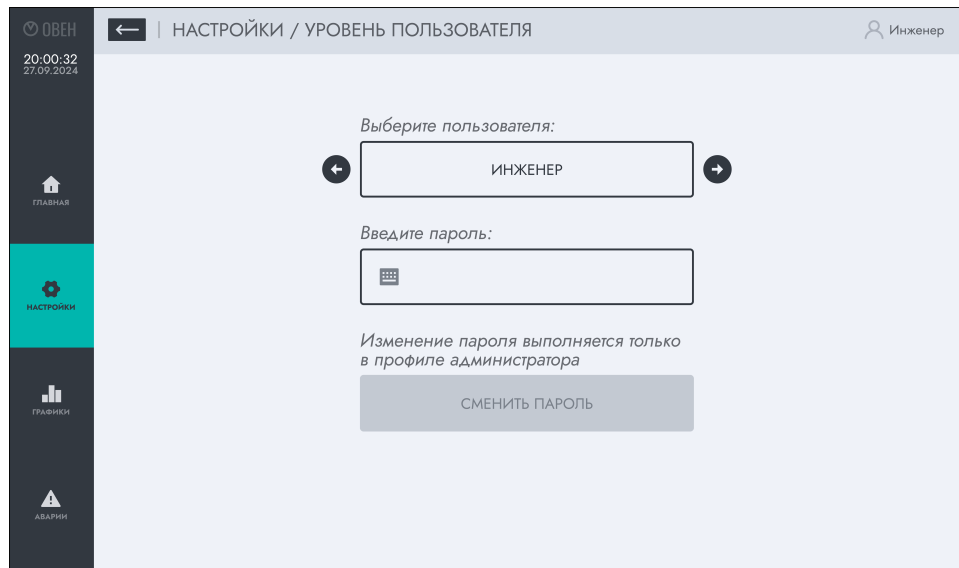 ОВЕН
20:00:32
27.09.2024
НАСТРОЙКИ / УРОВЕНЬ ПОЛЬЗОВАТЕЛЯ
Инженер
Выберите пользователя:
ИНЖЕНЕР
Введите пароль:
Изменение пароля выполняется только
в профиле администратора
СМЕНИТЬ ПАРОЛЬ
ГЛАВНАЯ
НАСТРОЙКИ
ГРАФИКИ
АВАРИИ